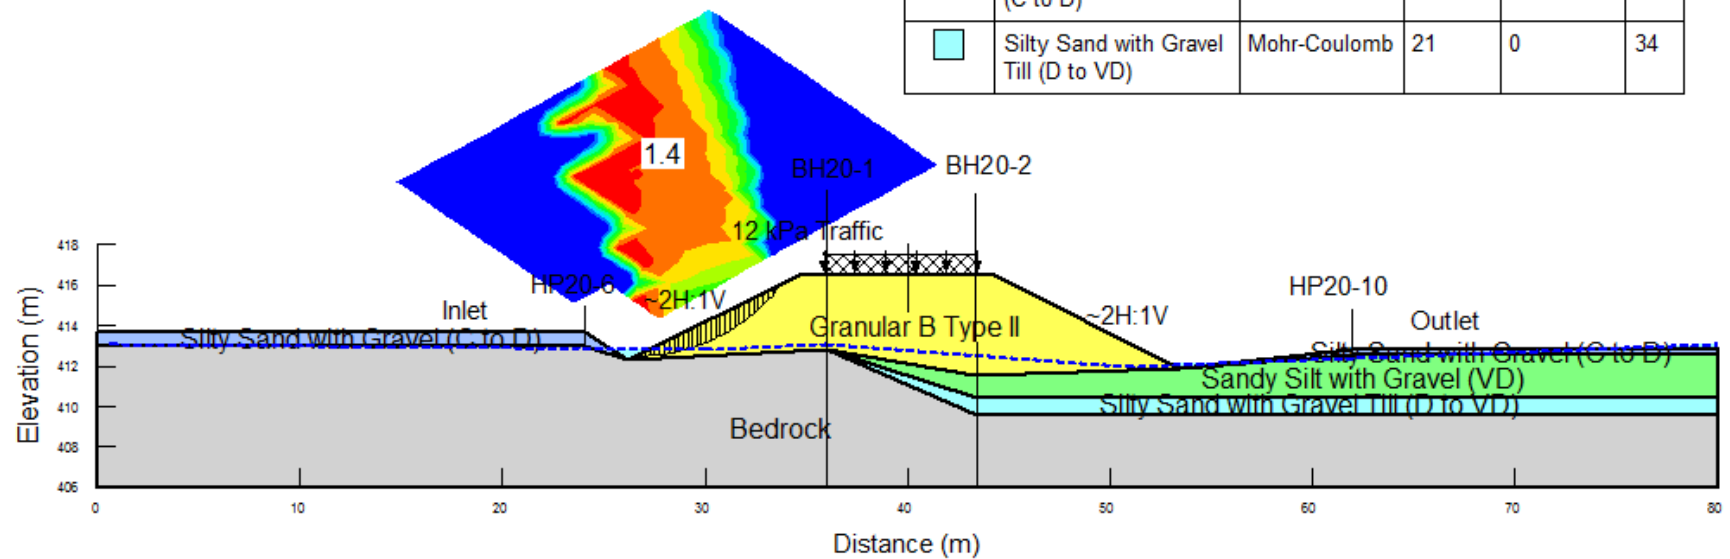 (C to D)
Silty Sand with Gravel Till (D to VD)
Mohr-Coulomb
21
0
34
1.4
BH20-1
BH20-2
12 kPa Traffic
HP20-6
~2H:1V
Inlet
HP20-10
~2H:1V
Outlet
Granular B Type II
Silty Sand with Gravel (C to D)
Silty Sand with Gravel (C to D)
Sandy Silt with Gravel (VD)
Silty Sand with Gravel Till (D to VD)
Bedrock
Elevation (m)
418
416
414
412
410
408
406
0
10
20
30
40
50
60
70
80
Distance (m)